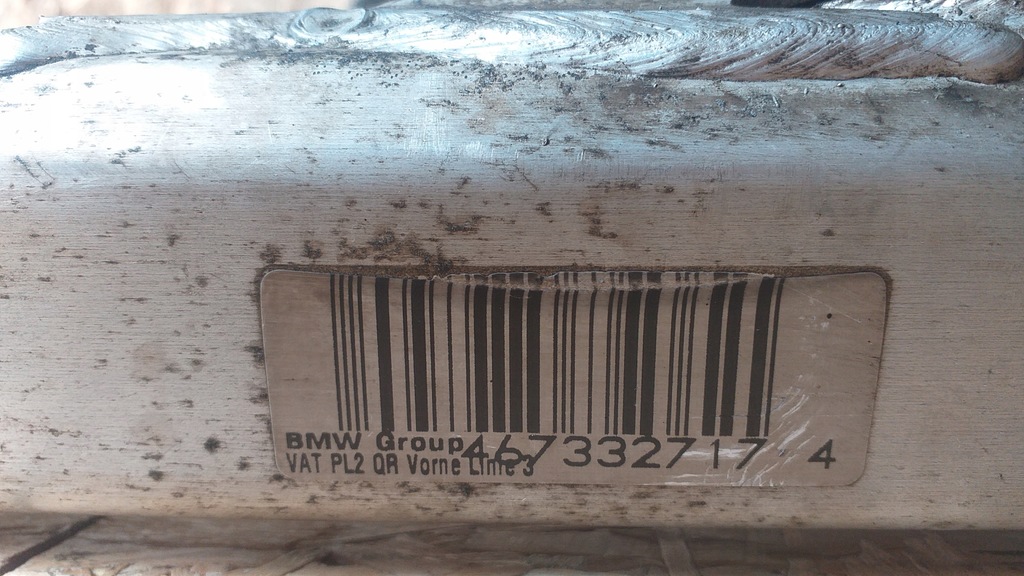 BMW Group 467332717 4
VAT PL2 QR Vorne Linie 3